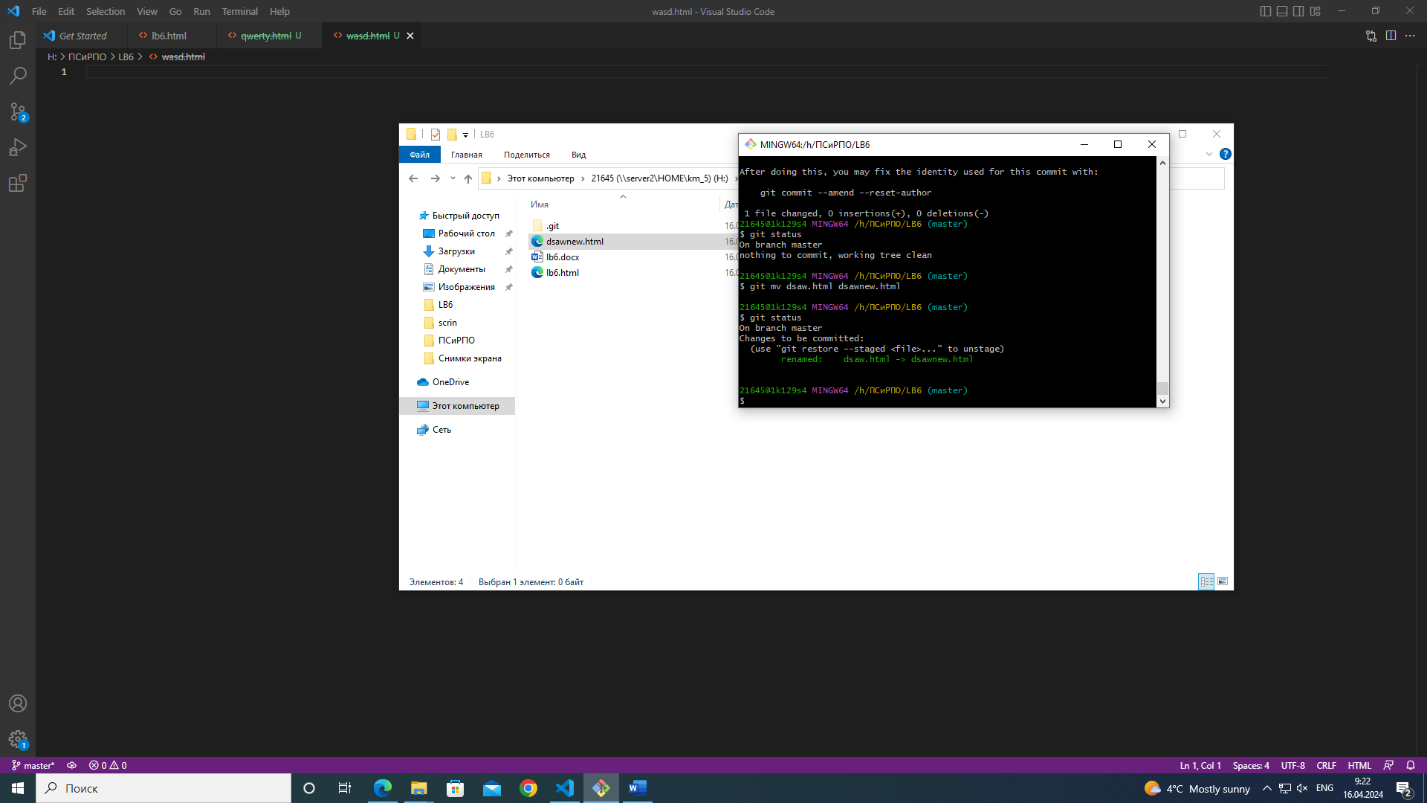 File Edit Selection View Go Run Terminal Help
wasd.html - Visual Studio Code
Get Started
lb6.html
qwerty.html U
wasd.html U
H: > ПСиРПО > LB6 > wasd.html
1
2
LB6
Файл Главная Поделиться Вид
Этот компьютер > 21645 (\\server2\HOME\km_5) (H:) >
Имя
Быстрый доступ
Рабочий стол
Загрузки
Документы
Изображения
LB6
scrin
ПСиРПО
Снимки экрана
OneDrive
Этот компьютер
Сеть
.git
dsawnew.html
lb6.docx
lb6.html
Элементов: 4 Выбран 1 элемент: 0 байт
MINGW64:/h/ПСиРПО/LB6
After doing this, you may fix the identity used for this commit with:
git commit --amend --reset-author
1 file changed, 0 insertions(+), 0 deletions(-)
21645@1k129s4 MINGW64 /h/ПСиРПО/LB6 (master)
$ git status
On branch master
nothing to commit, working tree clean
21645@1k129s4 MINGW64 /h/ПСиРПО/LB6 (master)
$ git mv dsaw.html dsawnew.html
21645@1k129s4 MINGW64 /h/ПСиРПО/LB6 (master)
$ git status
On branch master
Changes to be committed:
(use "git restore --staged <file>..." to unstage)
renamed: dsaw.html -> dsawnew.html
21645@1k129s4 MINGW64 /h/ПСиРПО/LB6 (master)
$
1
master* 0 0
Ln 1, Col 1 Spaces: 4 UTF-8 CRLF HTML
Поиск
4°C Mostly sunny
ENG
9:22
16.04.2024
2